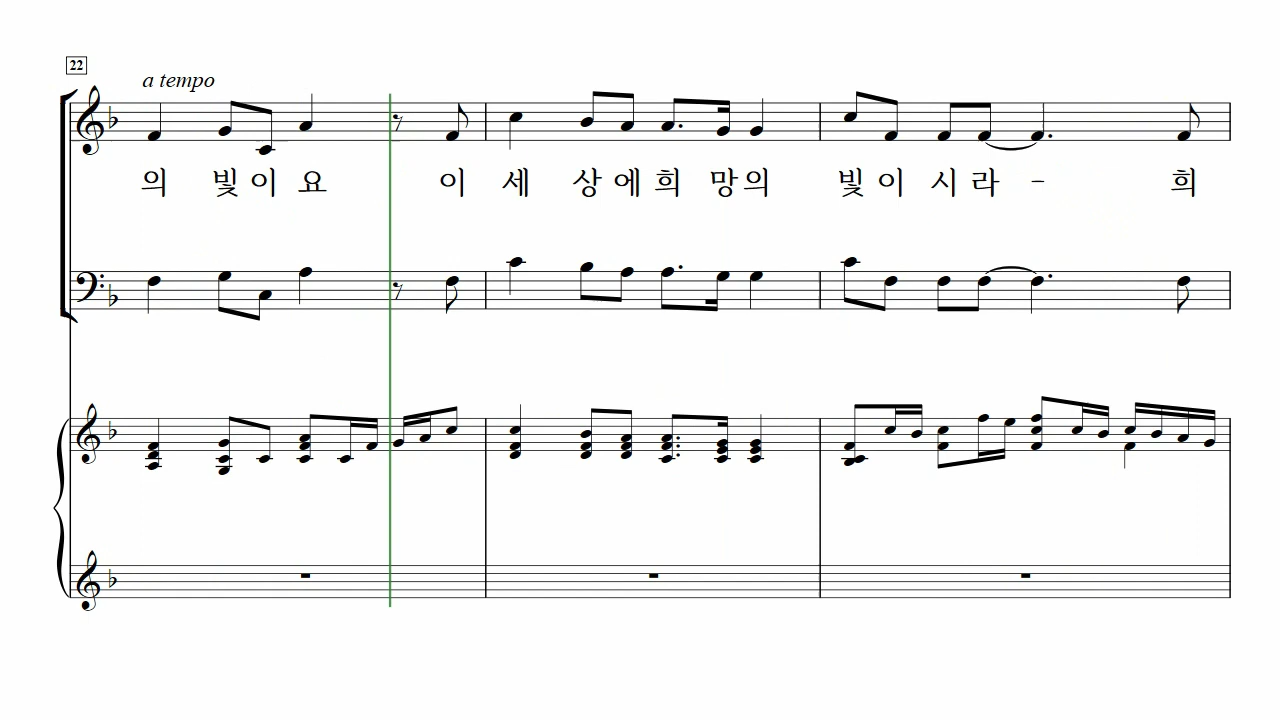 22
a tempo
의 빛 이 요 이 세 상 에 희 망 의 빛 이 시 라 - 희